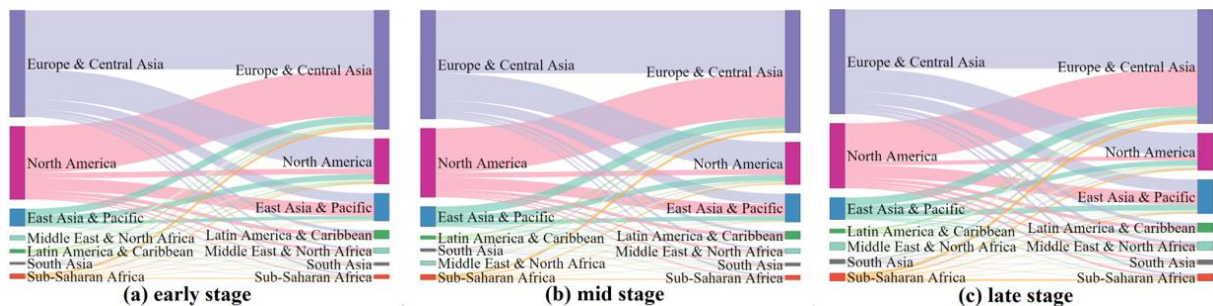 Europe & Central Asia
North America
East Asia & Pacific
Middle East & North Africa
Latin America & Caribbean
South Asia
Sub-Saharan Africa
Europe & Central Asia
North America
East Asia & Pacific
Latin America & Caribbean
Middle East & North Africa
South Asia
Sub-Saharan Africa
(a) early stage
Europe & Central Asia
North America
East Asia & Pacific
Latin America & Caribbean
South Asia
Middle East & North Africa
Sub-Saharan Africa
Europe & Central Asia
North America
East Asia & Pacific
Latin America & Caribbean
Middle East & North Africa
South Asia
Sub-Saharan Africa
(b) mid stage
Europe & Central Asia
North America
East Asia & Pacific
Latin America & Caribbean
Middle East & North Africa
South Asia
Sub-Saharan Africa
Europe & Central Asia
North America
East Asia & Pacific
Latin America & Caribbean
Middle East & North Africa
South Asia
Sub-Saharan Africa
(c) late stage